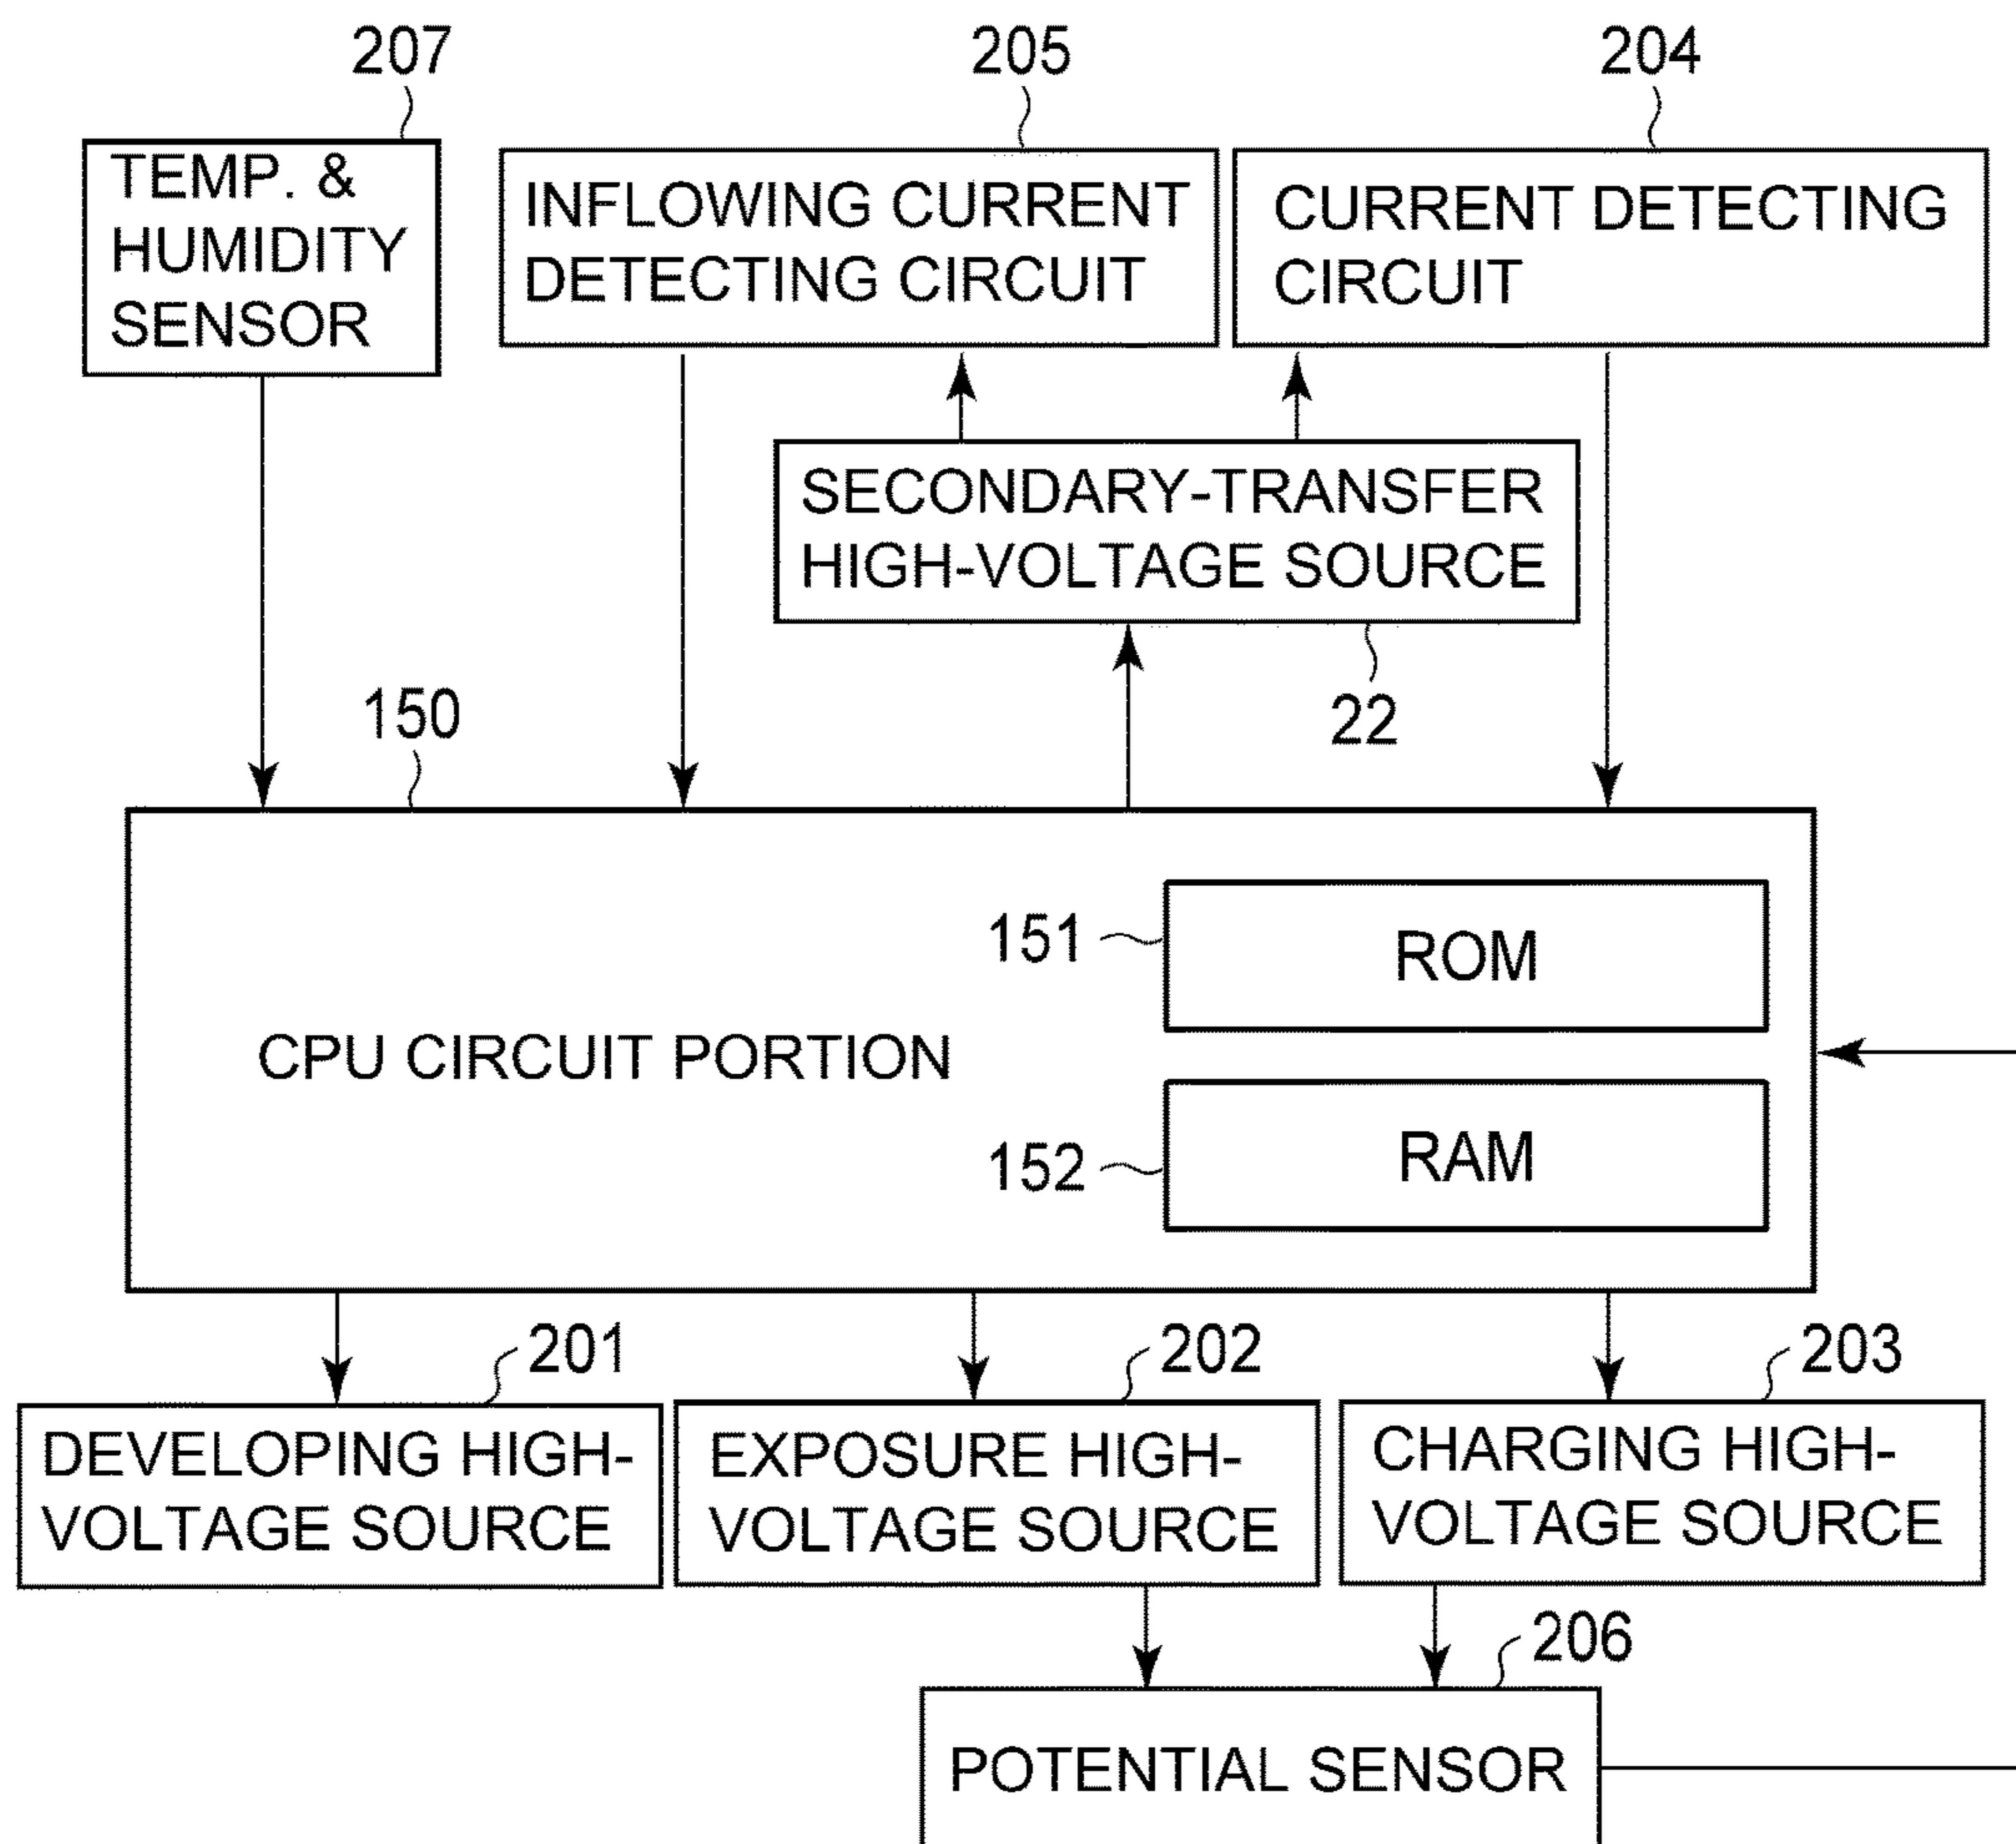 207
205
204
TEMP. &
HUMIDITY
SENSOR
INFLOWING CURRENT
DETECTING CIRCUIT
CURRENT DETECTING
CIRCUIT
SECONDARY-TRANSFER
HIGH-VOLTAGE SOURCE
22
150
CPU CIRCUIT PORTION
151
ROM
152
RAM
201
202
203
DEVELOPING HIGH-
VOLTAGE SOURCE
EXPOSURE HIGH-
VOLTAGE SOURCE
CHARGING HIGH-
VOLTAGE SOURCE
206
POTENTIAL SENSOR